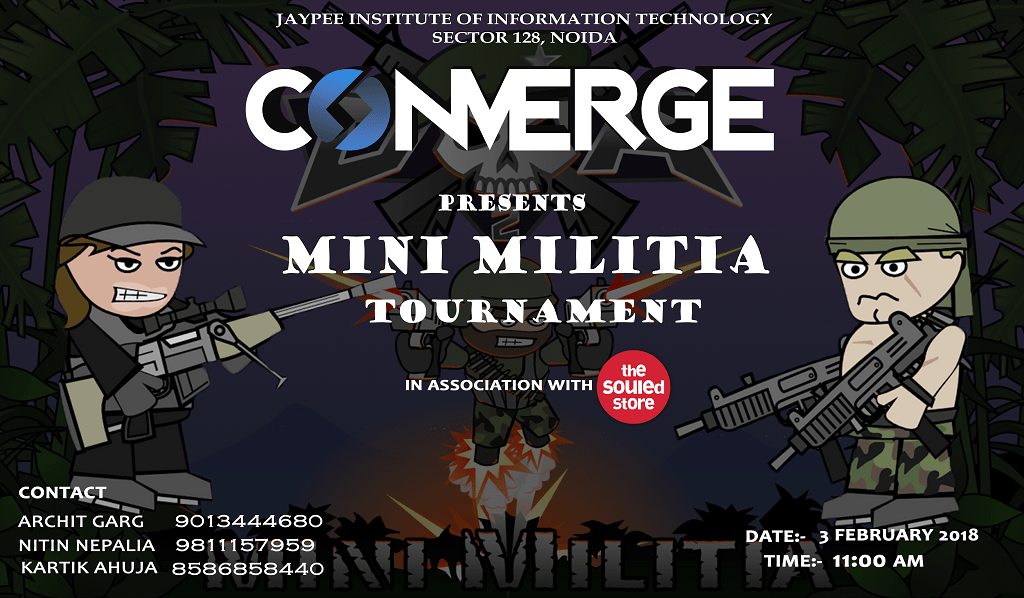 JAYPEE INSTITUTE OF INFORMATION TECHNOLOGY
SECTOR 128, NOIDA
CONVERGE
PRESENTS
MINI MILITIA
TOURNAMENT
IN ASSOCIATION WITH
the
souled
store
CONTACT
ARCHIT GARG 9013444680
NITIN NEPALIA 9811157959
KARTIK AHUJA 8586858440
DATE:- 3 FEBRUARY 2018
TIME:- 11:00 AM
MINI MILITIA